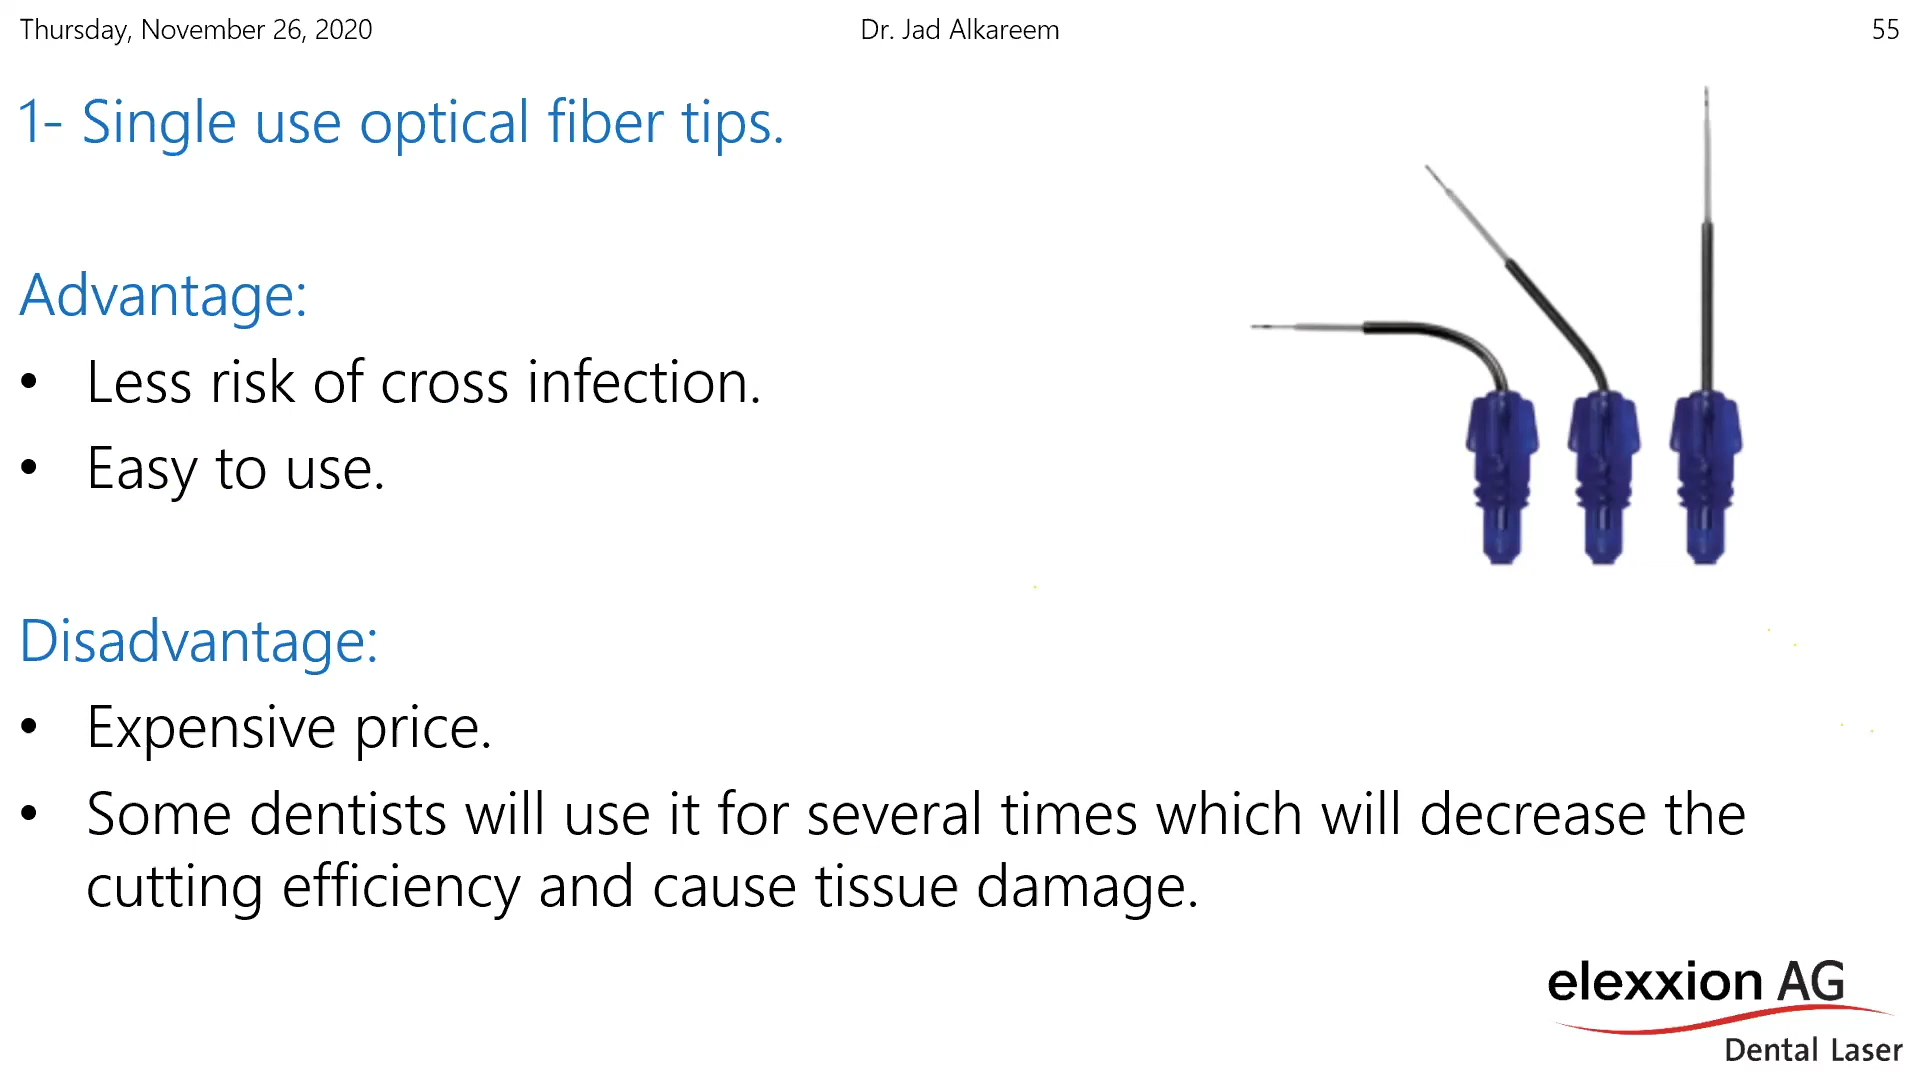 Thursday, November 26, 2020
Dr. Jad Alkareem
55
1- Single use optical fiber tips.
Advantage:
• Less risk of cross infection.
• Easy to use.
Disadvantage:
• Expensive price.
• Some dentists will use it for several times which will decrease the
cutting efficiency and cause tissue damage.
elexxion AG
Dental Laser